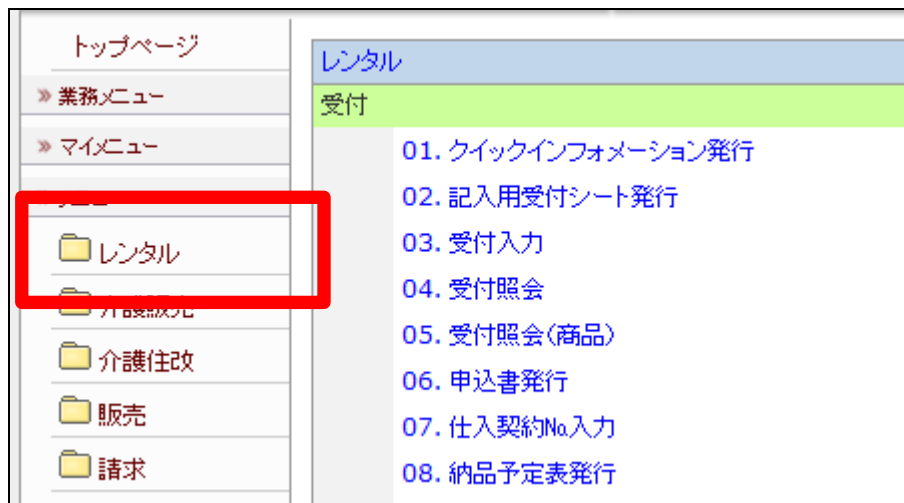 トップページ
» 業務メニュー
» マイメニュー
レンタル
介護住改
販売
請求
レンタル
受付
01. クイックインフォメーション発行
02. 記入用受付シート発行
03. 受付入力
04. 受付照会
05. 受付照会(商品)
06. 申込書発行
07. 仕入契約№入力
08. 納品予定表発行